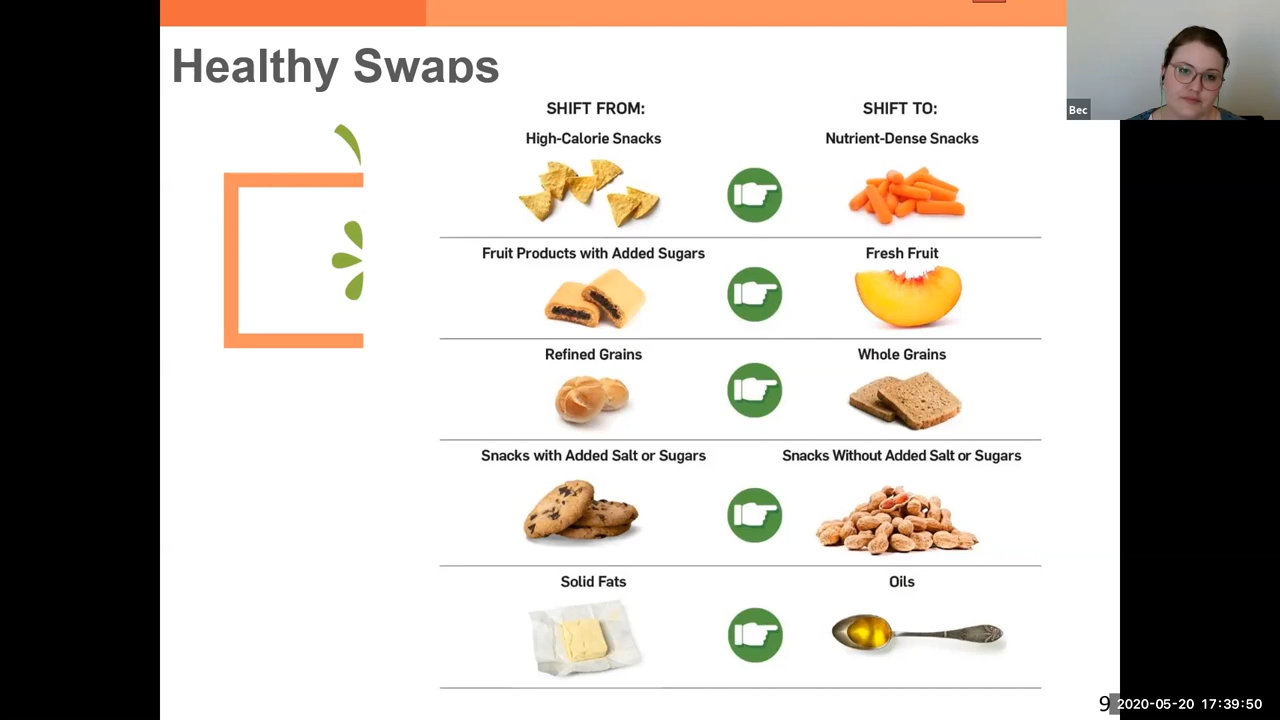 Healthy Swaps
Bec
SHIFT FROM:
SHIFT TO:
High-Calorie Snacks
Nutrient-Dense Snacks
Fruit Products with Added Sugars
Fresh Fruit
Refined Grains
Whole Grains
Snacks with Added Salt or Sugars
Snacks Without Added Salt or Sugars
Solid Fats
Oils
9
2020-05-20 17:39:50